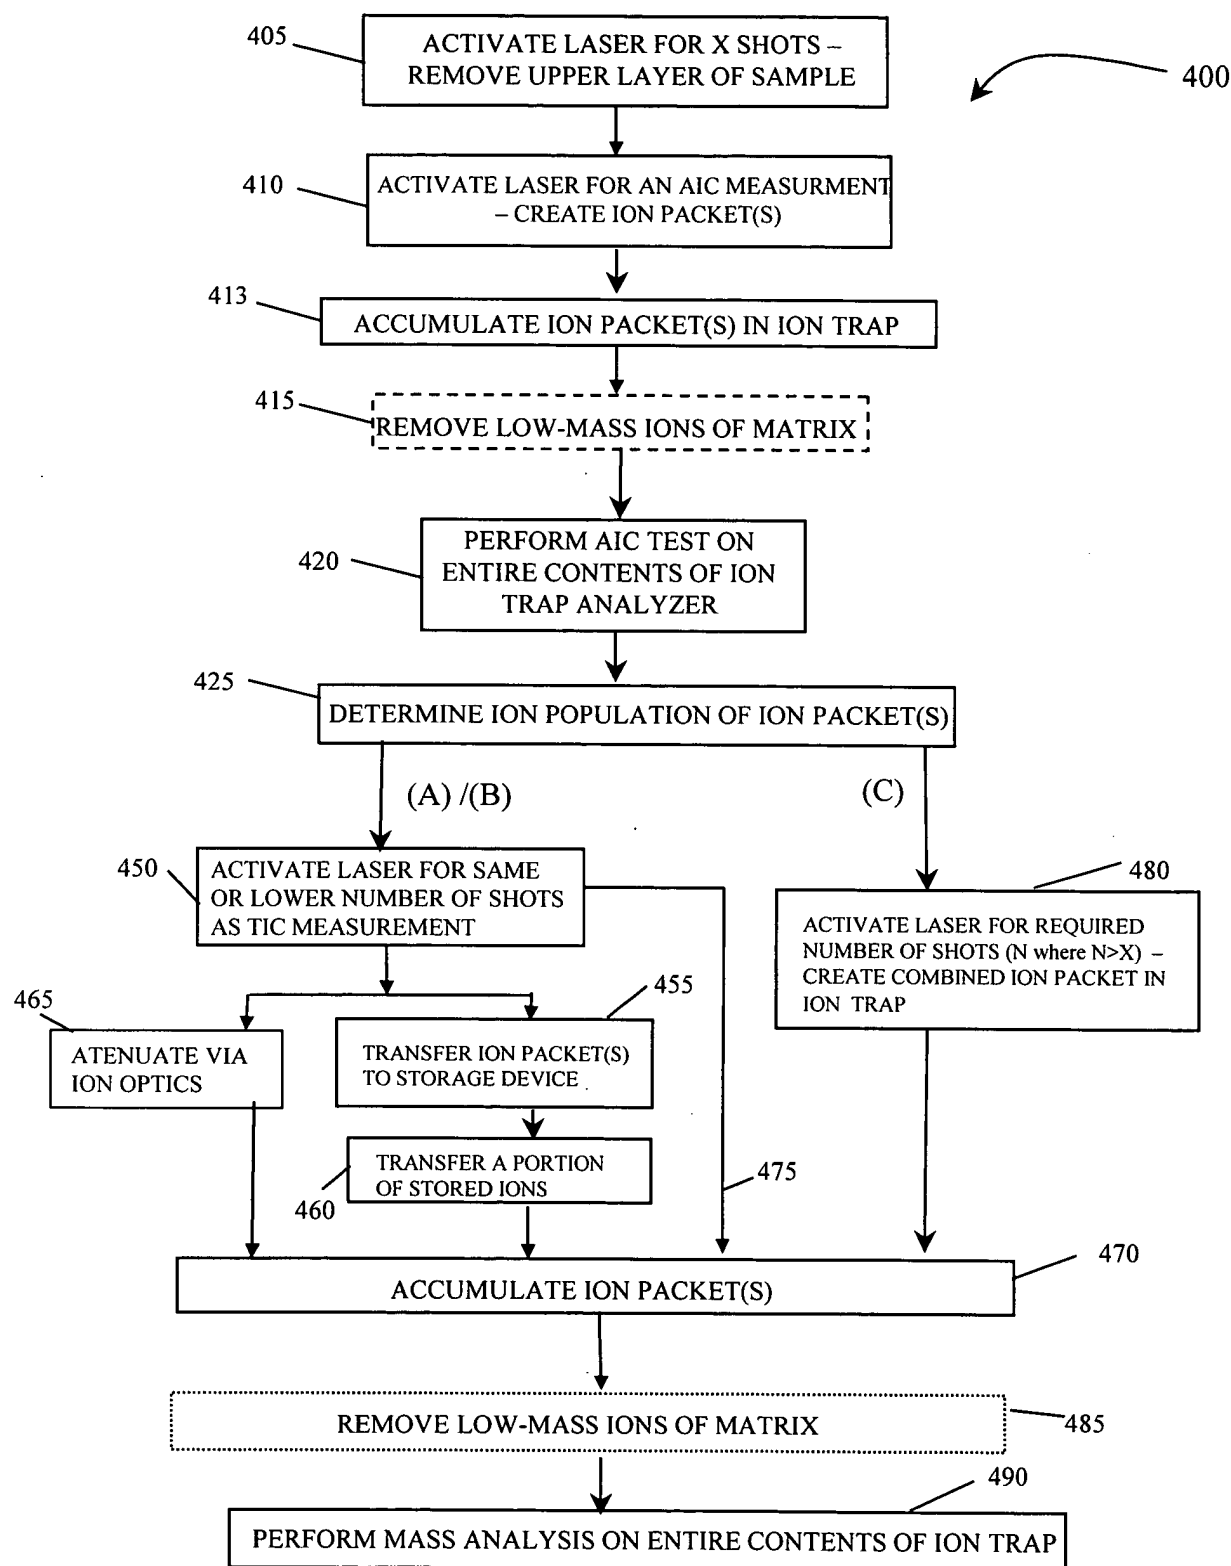 405
ACTIVATE LASER FOR X SHOTS –
REMOVE UPPER LAYER OF SAMPLE
400
410
ACTIVATE LASER FOR AN AIC MEASURMENT
– CREATE ION PACKET(S)
413
ACCUMULATE ION PACKET(S) IN ION TRAP
415
REMOVE LOW-MASS IONS OF MATRIX
420
PERFORM AIC TEST ON
ENTIRE CONTENTS OF ION
TRAP ANALYZER
425
DETERMINE ION POPULATION OF ION PACKET(S)
(A) /(B)
(C)
450
ACTIVATE LASER FOR SAME
OR LOWER NUMBER OF SHOTS
AS TIC MEASUREMENT
480
ACTIVATE LASER FOR REQUIRED
NUMBER OF SHOTS (N where N>X) –
CREATE COMBINED ION PACKET IN
ION TRAP
465
ATENUATE VIA
ION OPTICS
455
TRANSFER ION PACKET(S)
TO STORAGE DEVICE
460
TRANSFER A PORTION
OF STORED IONS
475
470
ACCUMULATE ION PACKET(S)
REMOVE LOW-MASS IONS OF MATRIX
485
490
PERFORM MASS ANALYSIS ON ENTIRE CONTENTS OF ION TRAP